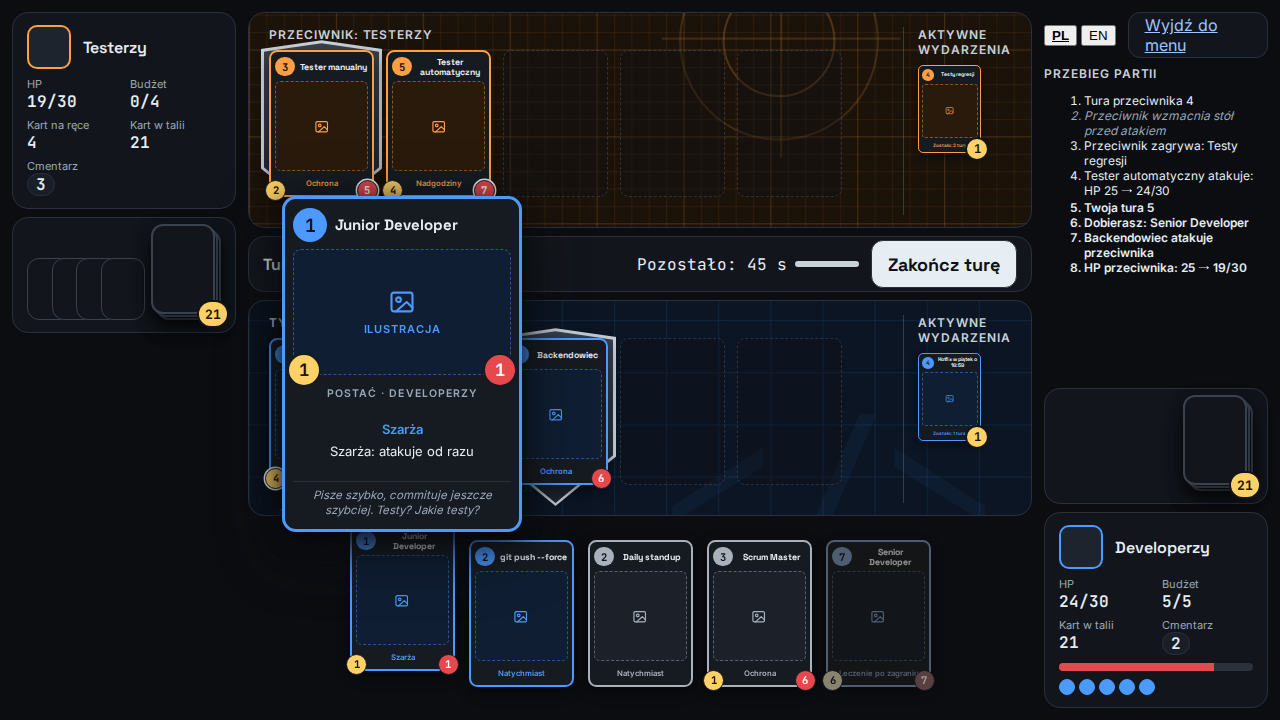 Testerzy
HP
Budżet
19/30
0/4
Kart na ręce
Kart w talii
4
21
Cmentarz
3
21
PRZECIWNIK: TESTERZY
3
Tester manualny
Ochrona
2
5
5
Tester
automatyczny
Nadgodziny
4
7
AKTYWNE
WYDARZENIA
4
Testy regresji
1
Tu
Pozostało: 45 s
Zakończ turę
TY
4
Backendowiec
Ochrona
6
AKTYWNE
WYDARZENIA
4
1
1
Junior Developer
ILUSTRACJA
1
1
POSTAĆ · DEVELOPERZY
Szarża
Szarża: atakuje od razu
Pisze szybko, commituje jeszcze
szybciej. Testy? Jakie testy?
1
Junior
Developer
Szarża
1
1
2
git push --force
Natychmiast
2
Daily standup
Natychmiast
3
Scrum Master
Ochrona
1
6
7
Senior
Developer
6
7
PL
EN
Wyjdź do
menu
PRZEBIEG PARTII
1. Tura przeciwnika 4
2. Przeciwnik wzmacnia stół
przed atakiem
3. Przeciwnik zagrywa: Testy
regresji
4. Tester automatyczny atakuje:
HP 25 → 24/30
5. Twoja tura 5
6. Dobierasz: Senior Developer
7. Backendowiec atakuje
przeciwnika
8. HP przeciwnika: 25 → 19/30
21
Developerzy
HP
Budżet
24/30
5/5
Kart w talii
Cmentarz
21
2